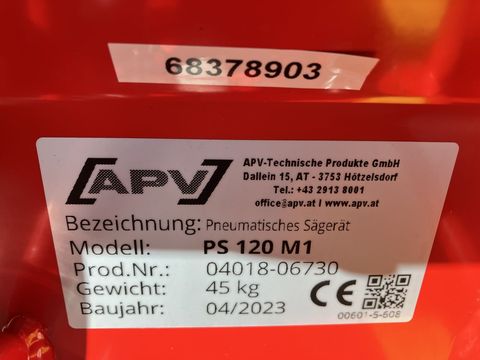 68378903
APV
APV-Technische Produkte GmbH
Dallein 15, AT - 3753 Hötzelsdorf
Tel.: +43 2913 8001
office@apv.at I www.apv.at
Bezeichnung: Pneumatisches Sägerät
Modell: PS 120 M1
Prod.Nr.: 04018-06730
Gewicht: 45 kg
Baujahr: 04/2023
CE
00601-5-608